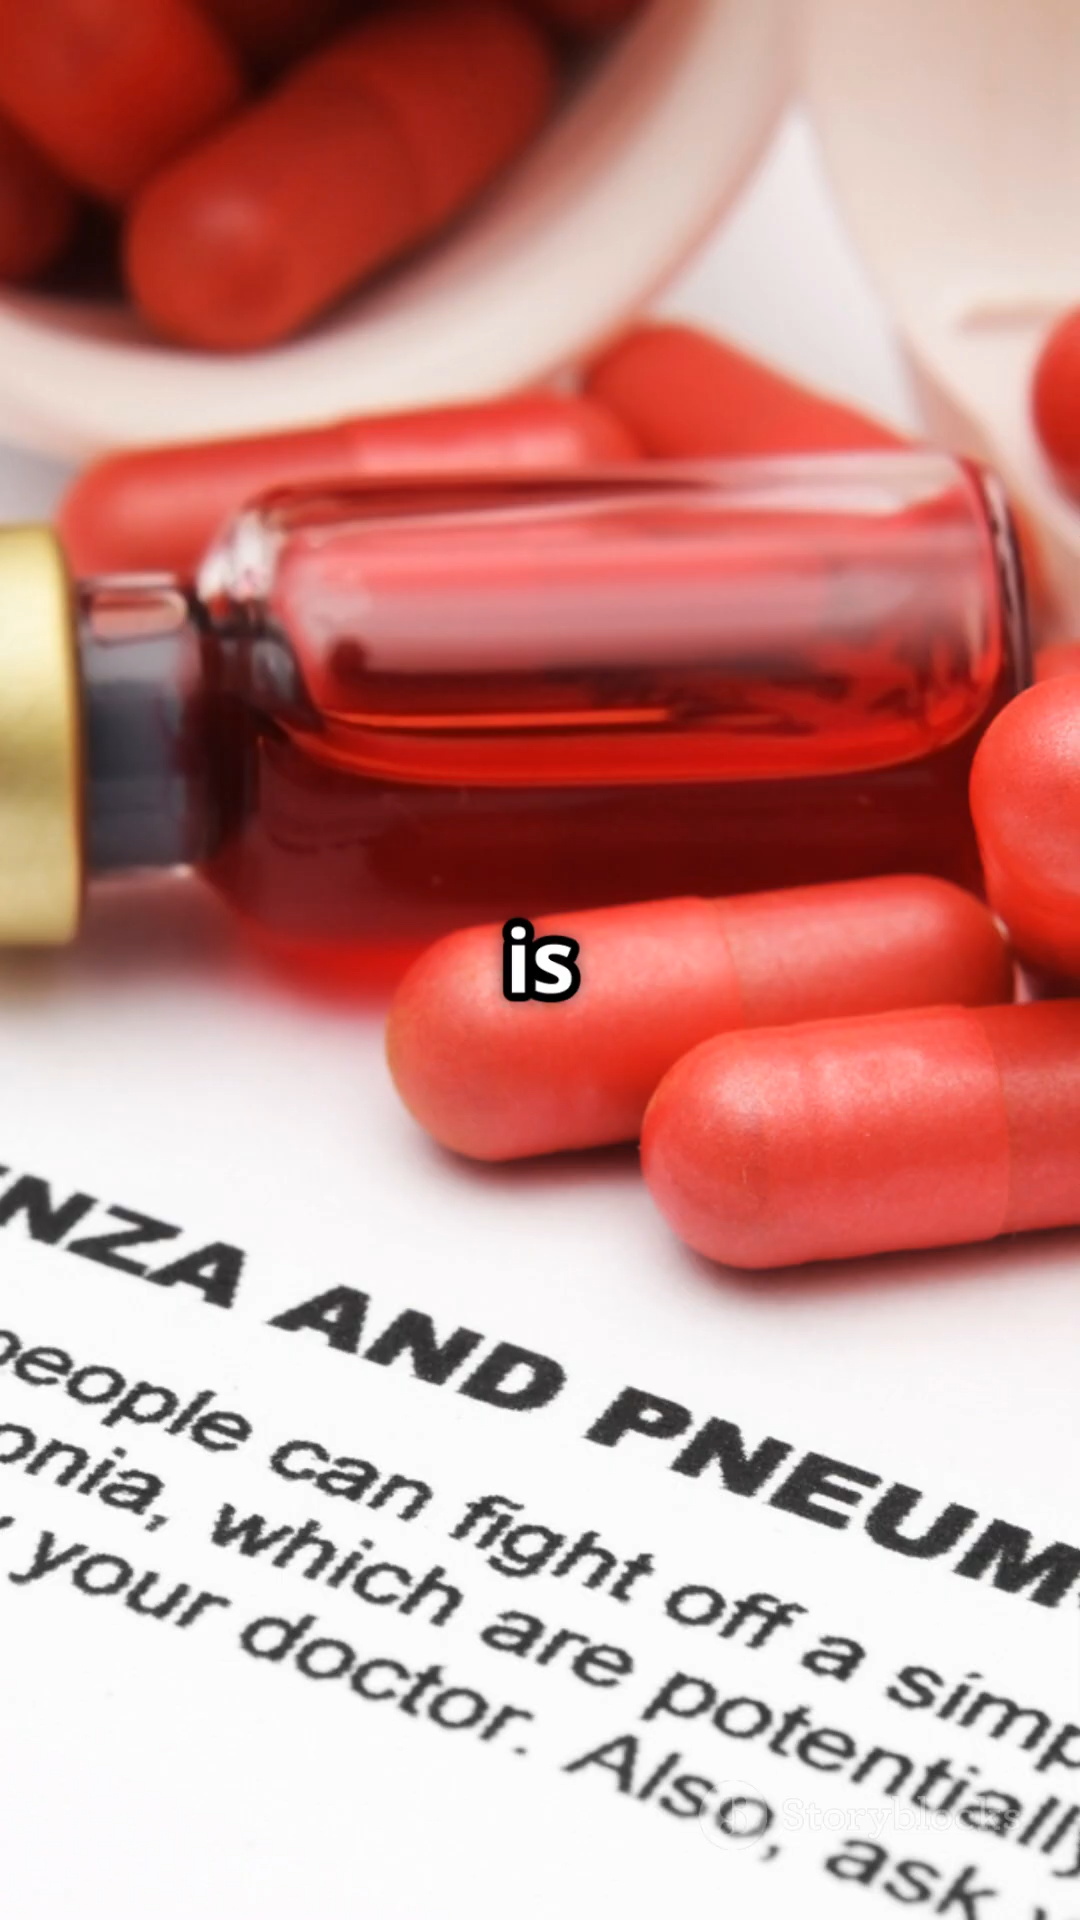 is
NZA AND PNEUM
people can fight off a simp
onia, which are potentially
your doctor. Also, ask
Storyblocks